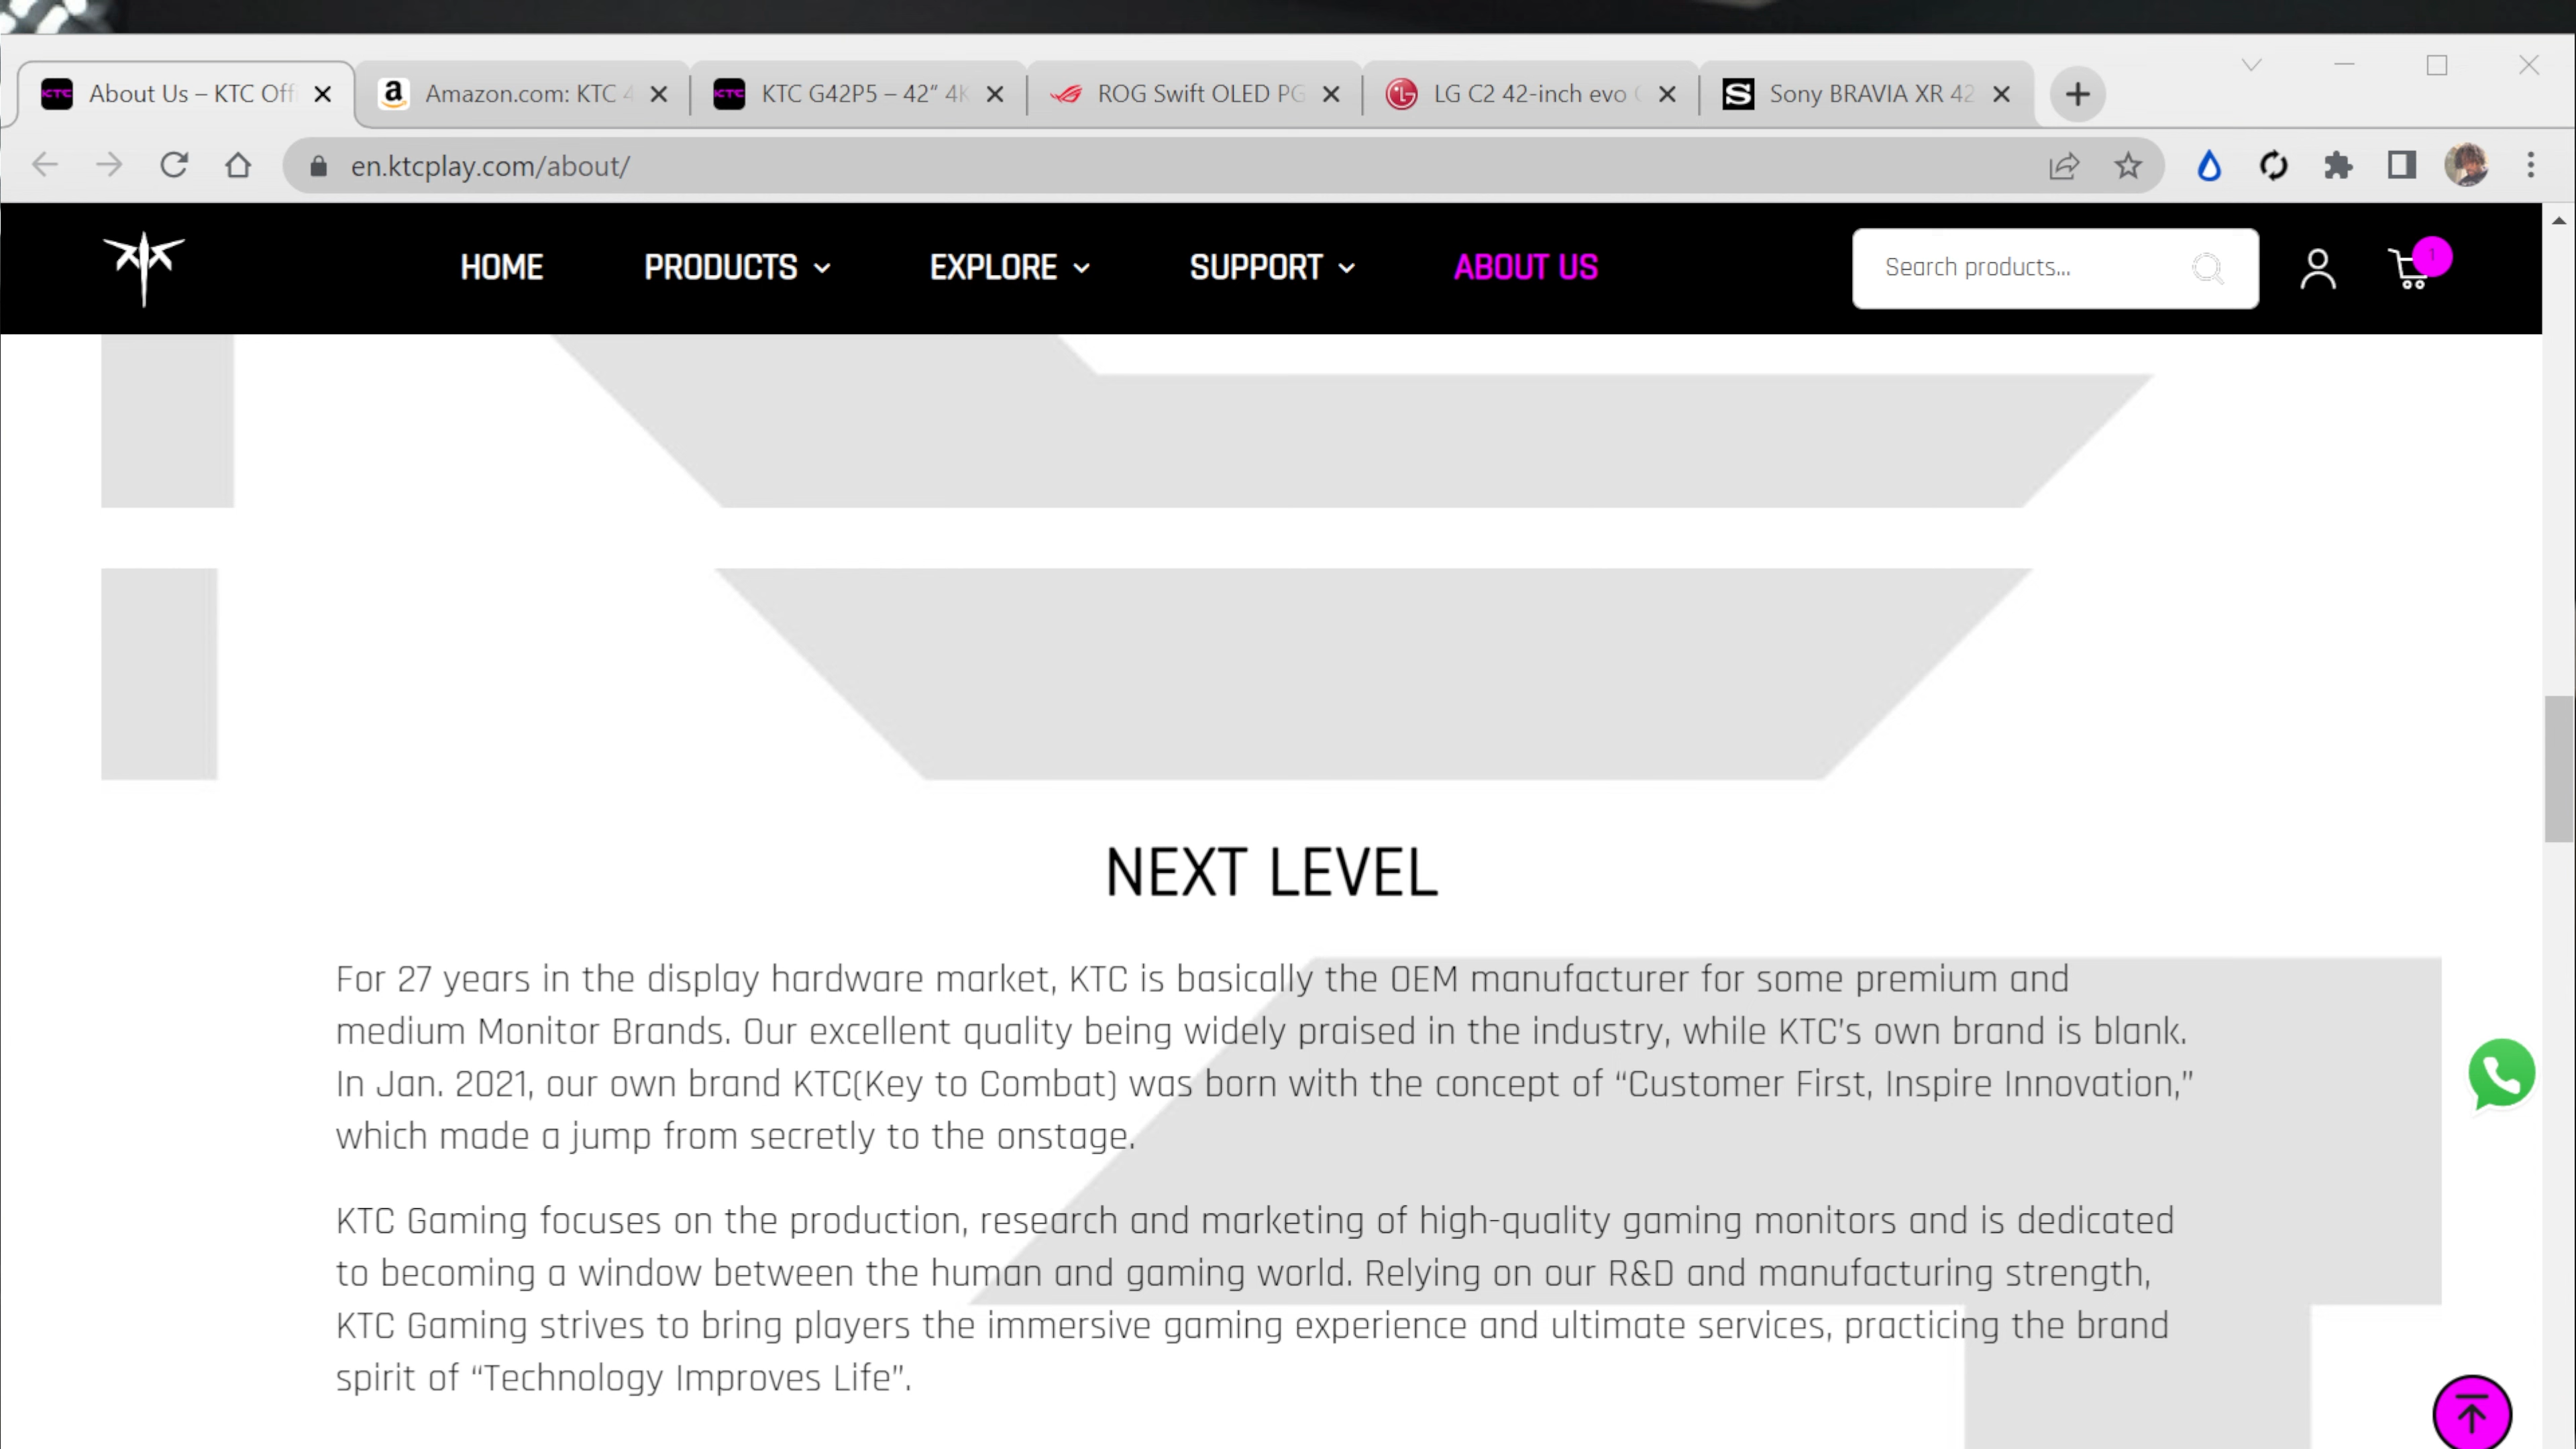 About Us – KTC Off
Amazon.com: KTC 4
KTC G42P5 – 42" 4K
ROG Swift OLED PG
LG C2 42-inch evo
Sony BRAVIA XR 42
en.ktcplay.com/about/
HOME
PRODUCTS
EXPLORE
SUPPORT
ABOUT US
Search products...
1
NEXT LEVEL
For 27 years in the display hardware market, KTC is basically the OEM manufacturer for some premium and
medium Monitor Brands. Our excellent quality being widely praised in the industry, while KTC's own brand is blank.
In Jan. 2021, our own brand KTC(Key to Combat) was born with the concept of “Customer First, Inspire Innovation,”
which made a jump from secretly to the onstage.
KTC Gaming focuses on the production, research and marketing of high-quality gaming monitors and is dedicated
to becoming a window between the human and gaming world. Relying on our R&D and manufacturing strength,
KTC Gaming strives to bring players the immersive gaming experience and ultimate services, practicing the brand
spirit of “Technology Improves Life”.